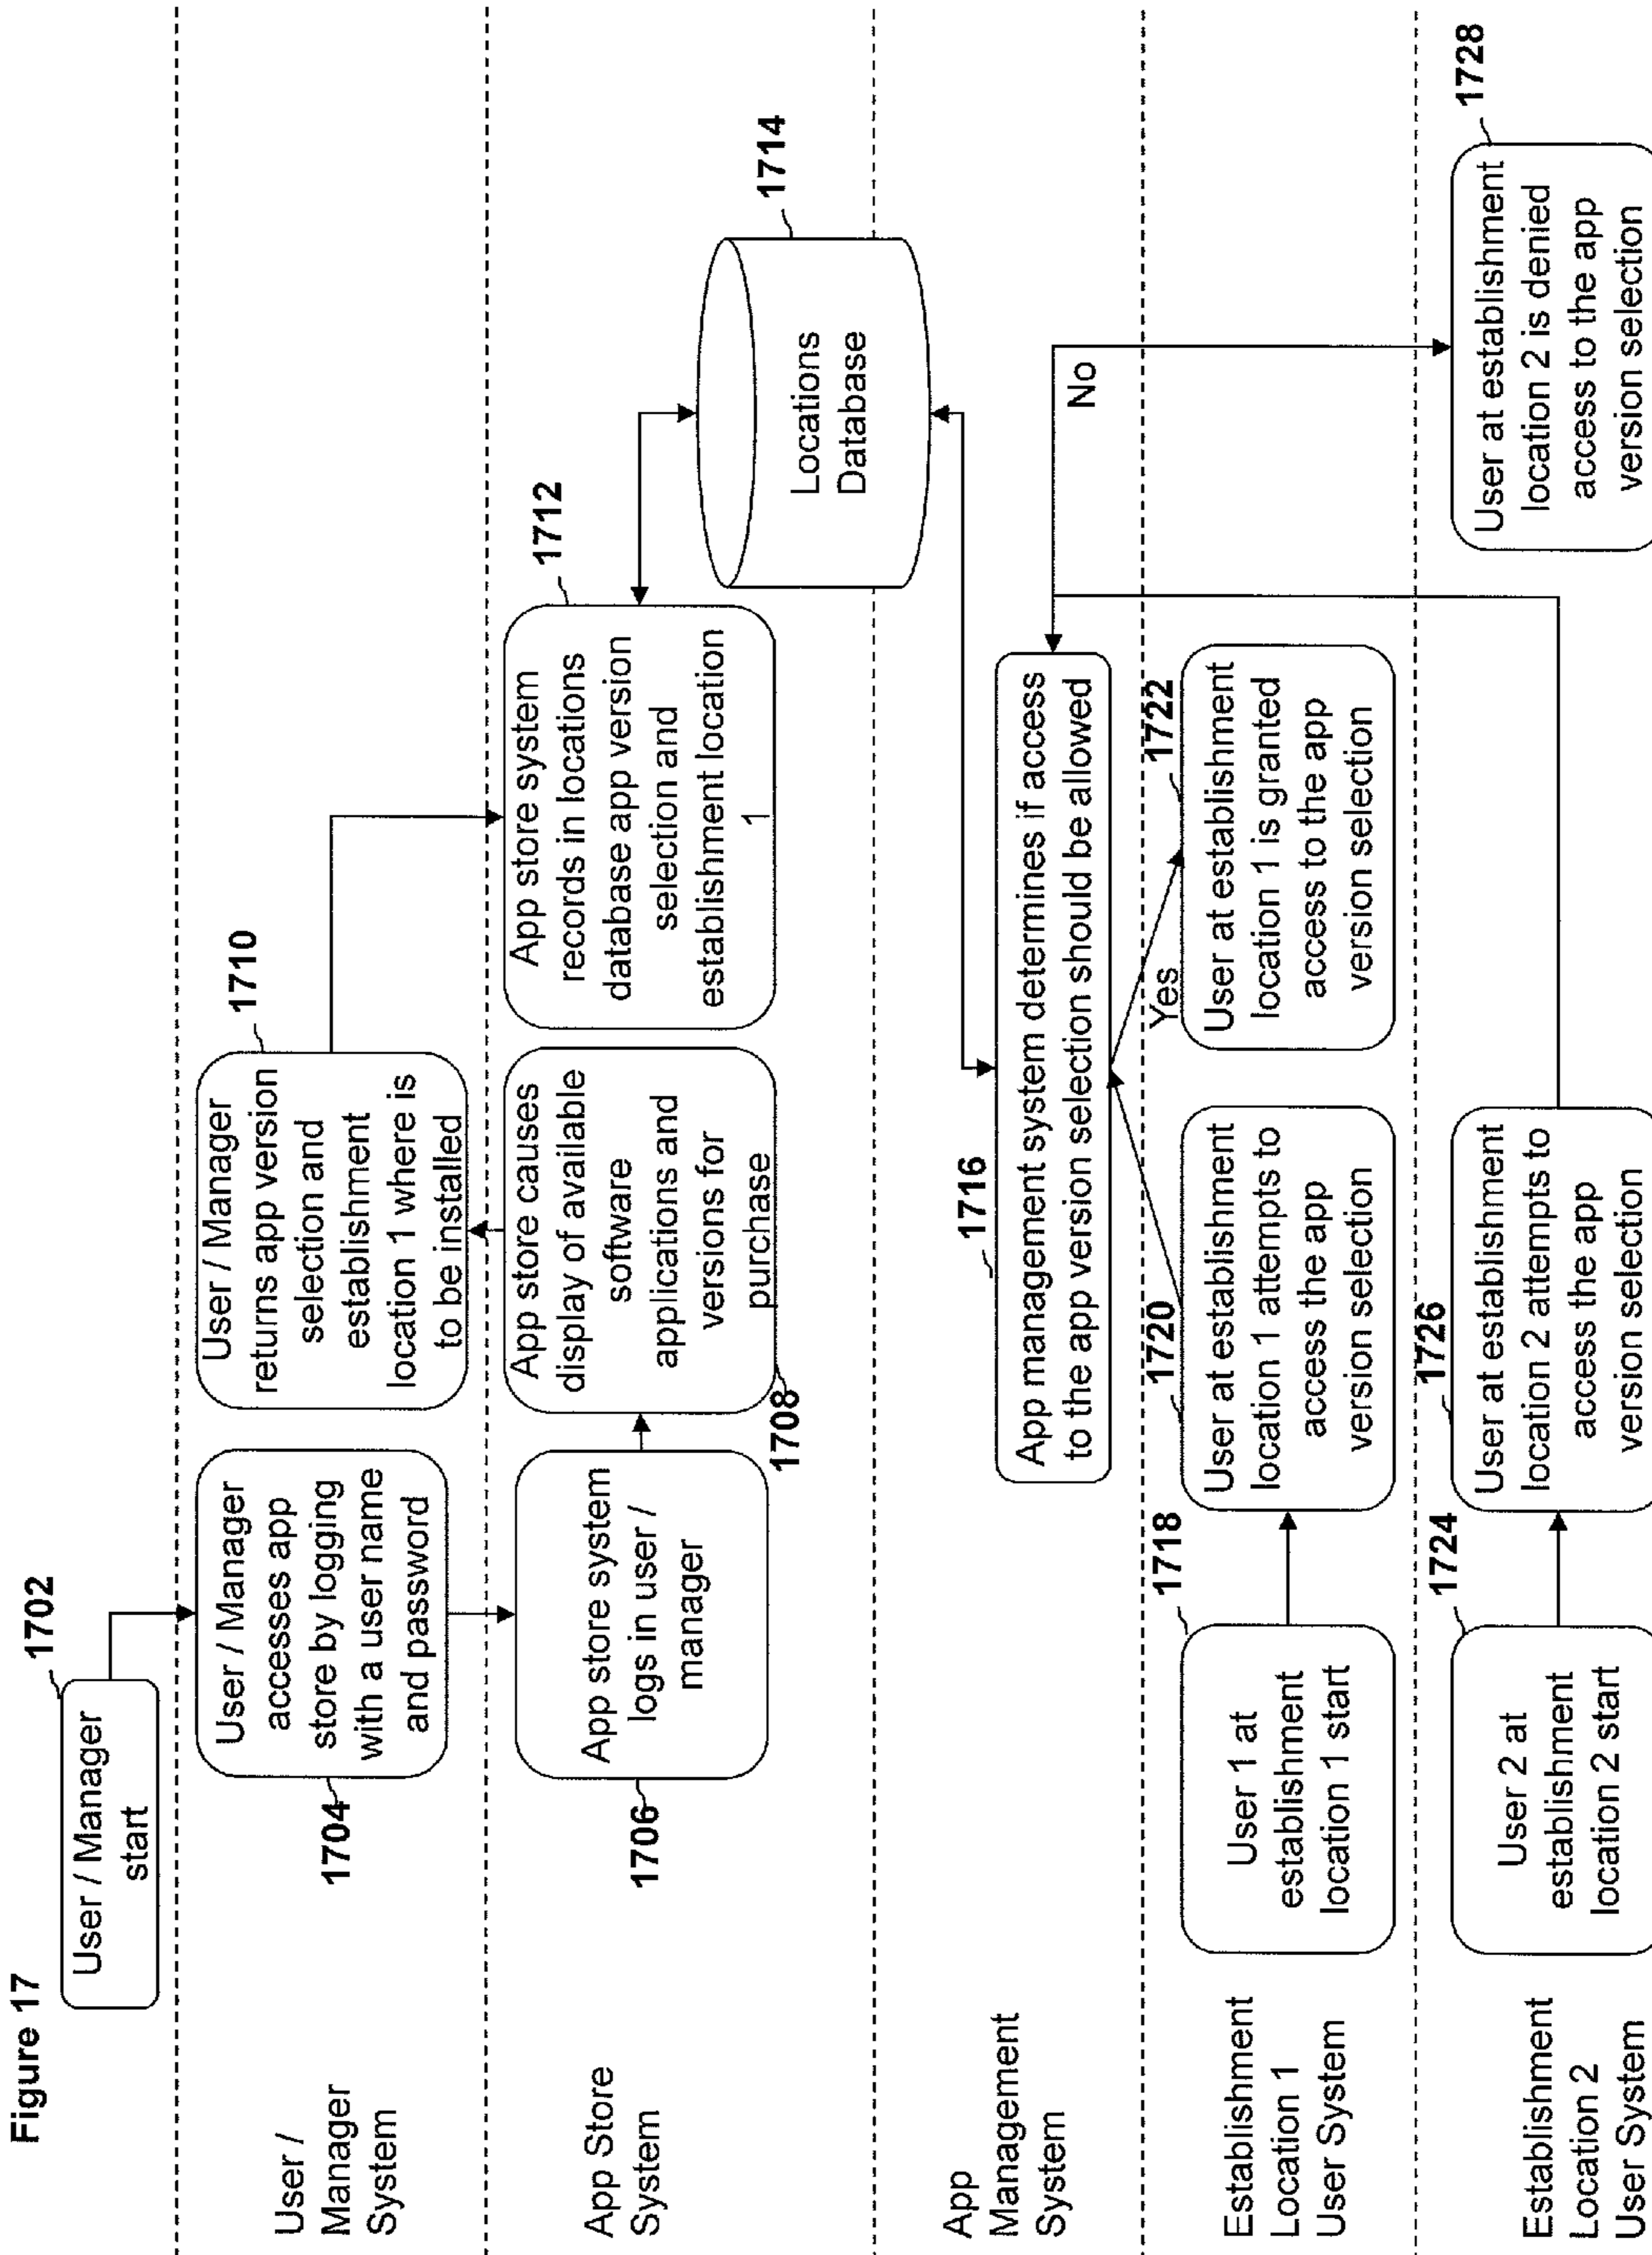 Figure 17
User / Manager
start
1702
User /
Manager
System
User / Manager
accesses app
store by logging
with a user name
and password
1704
User / Manager
returns app version
selection and
establishment
location 1 where is
to be installed
1710
App Store
System
App store system
logs in user /
manager
1706
App store causes
display of available
software
applications and
versions for
purchase
1708
App store system
records in locations
database app version
selection and
establishment location
1
1712
Locations
Database
1714
App
Management
System
1716
App management system determines if access
to the app version selection should be allowed
Yes
No
Establishment
Location 1
User System
User 1 at
establishment
location 1 start
1718
User at establishment
location 1 attempts to
access the app
version selection
1720
User at establishment
location 1 is granted
access to the app
version selection
1722
Establishment
Location 2
User System
User 2 at
establishment
location 2 start
1724
User at establishment
location 2 attempts to
access the app
version selection
1726
User at establishment
location 2 is denied
access to the app
version selection
1728